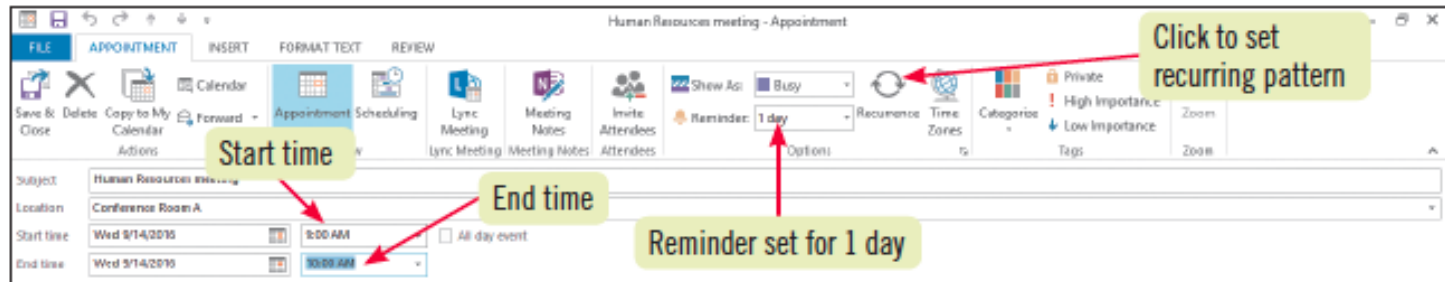 Human Resources meeting - Appointment
FILE APPOINTMENT INSERT FORMAT TEXT REVIEW
Click to set
recurring pattern
Save & Close
Delete
Copy to My Calendar
Calendar
Forward
Actions
Appointment
Scheduling
Lync Meeting
Lync Meeting
Meeting Notes
Meeting Notes
Invite Attendees
Attendees
Show As: Busy
Reminder: 1 day
Recurrence
Time Zones
Options
Categorize
Private
High Importance
Low Importance
Tags
Zoom
Zoom
Start time
End time
Reminder set for 1 day
Subject Human Resources meeting
Location Conference Room A
Start time Wed 9/14/2016 9:00 AM All day event
End time Wed 9/14/2016 10:00 AM